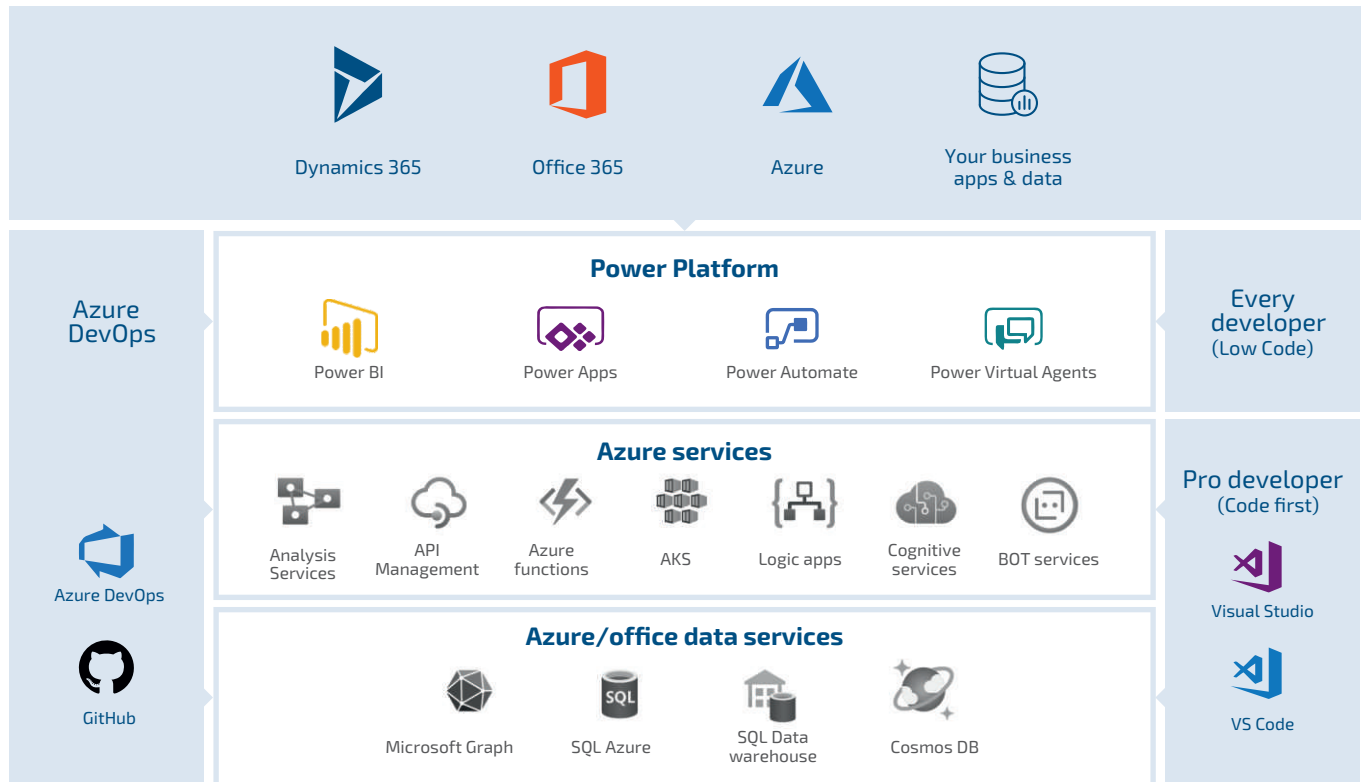 Dynamics 365
Office 365
Azure
Your business
apps & data
Azure
DevOps
Azure DevOps
GitHub
Power Platform
Power BI
Power Apps
Power Automate
Power Virtual Agents
Every
developer
(Low Code)
Azure services
Analysis
Services
API
Management
Azure
functions
AKS
Logic apps
Cognitive
services
BOT services
Pro developer
(Code first)
Visual Studio
VS Code
Azure/office data services
Microsoft Graph
SQL
SQL Azure
SQL Data
warehouse
Cosmos DB